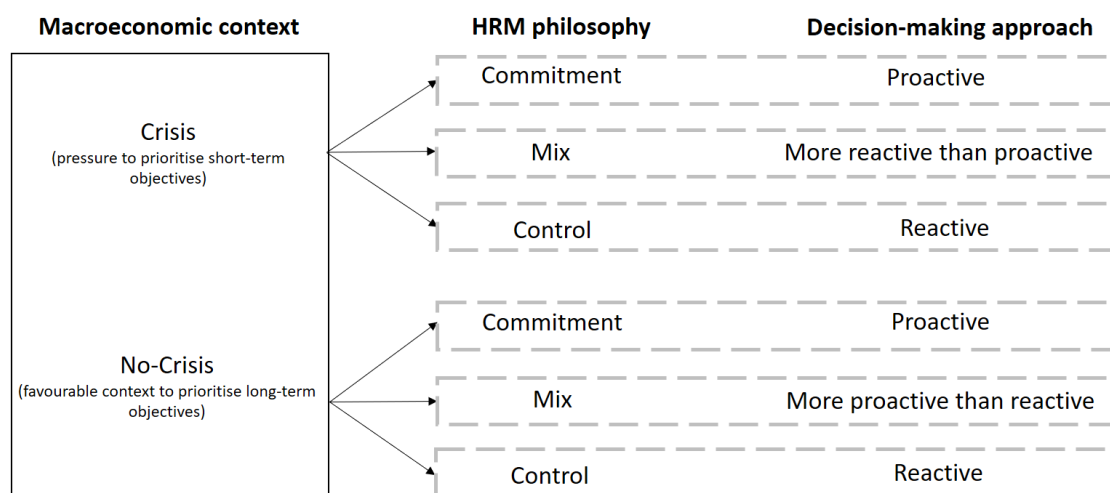 Macroeconomic context HRM philosophy Decision-making approach
Commitment Proactive
Crisis
(pressure to prioritise short-term
objectives)
Mix More reactive than proactive
Control Reactive
Commitment Proactive
No-Crisis
(favourable context to prioritise long-term
objectives)
Mix More proactive than reactive
Control Reactive